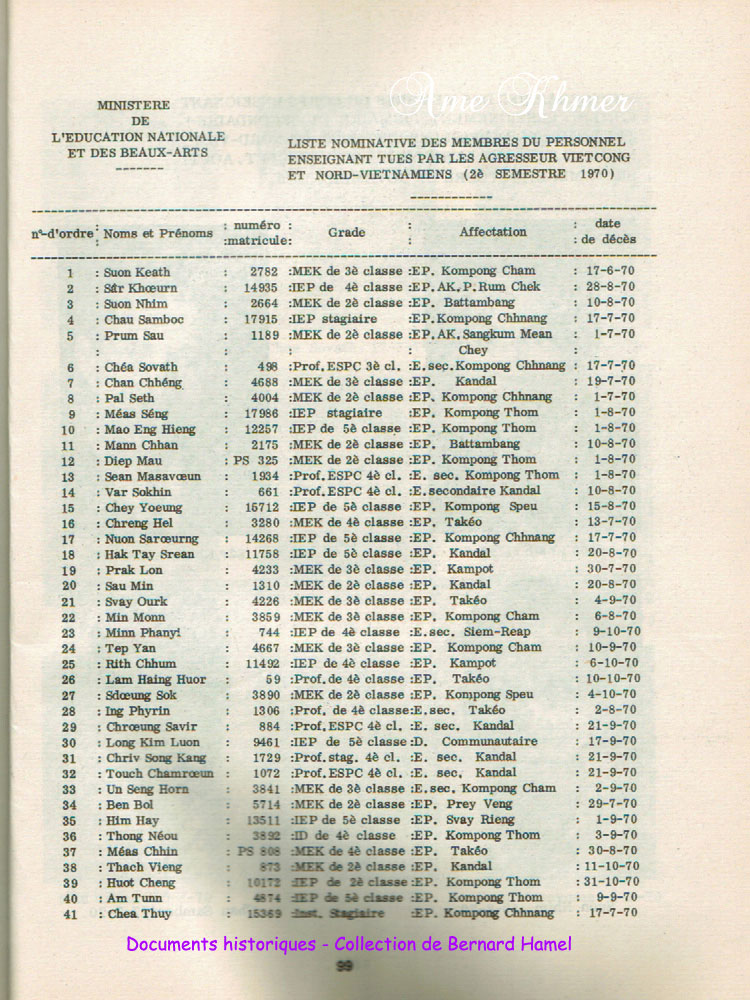 Ame Khmer
MINISTERE
DE
L'EDUCATION NATIONALE
ET DES BEAUX-ARTS
-------
LISTE NOMINATIVE DES MEMBRES DU PERSONNEL
ENSEIGNANT TUES PAR LES AGRESSEUR VIETCONG
ET NORD-VIETNAMIENS (2è SEMESTRE 1970)
------------
n°-d'ordre : Noms et Prénoms : numéro matricule : Grade : Affectation : date de décès
1 : Suon Keath : 2782 :MEK de 3è classe :EP. Kompong Cham : 17-6-70
2 : Sâr Khœurn : 14935 :IEP de 4è classe :EP.AK.P.Rum Chek : 28-8-70
3 : Suon Nhim : 2664 :MEK de 2è classe :EP. Battambang : 10-8-70
4 : Chau Samboc : 17915 :IEP stagiaire :EP.Kompong Chhnang : 17-7-70
5 : Prum Sau : 1189 :MEK de 2è classe :EP.AK.Sangkum Mean : 1-7-70
: : : : Chey :
6 : Chéa Sovath : 498 :Prof.ESPC 3è cl. :E.sec.Kompong Chhnang : 17-7-70
7 : Chan Chhéng : 4688 :MEK de 3è classe :EP. Kandal : 19-7-70
8 : Pal Seth : 4004 :MEK de 2è classe :EP. Kompong Chhnang : 1-7-70
9 : Méas Séng : 17986 :IEP stagiaire :EP. Kompong Thom : 1-8-70
10 : Mao Eng Hieng : 12257 :IEP de 5è classe :EP. Kompong Thom : 1-8-70
11 : Mann Chhan : 2175 :MEK de 2è classe :EP. Battambang : 10-8-70
12 : Diep Mau : PS 325 :MEK de 2è classe :EP. Kompong Thom : 1-8-70
13 : Sean Masavœun : 1934 :Prof.ESPC 4è cl. :E. sec. Kompong Thom : 1-8-70
14 : Var Sokhin : 661 :Prof.ESPC 4è cl. :E.secondaire Kandal : 10-8-70
15 : Chey Yoeung : 15712 :IEP de 5è classe :EP. Kompong Speu : 15-8-70
16 : Chreng Hel : 3280 :MEK de 4è classe :EP. Takéo : 13-7-70
17 : Nuon Sarœurng : 14268 :IEP de 5è classe :EP. Kompong Chhnang : 17-7-70
18 : Hak Tay Srean : 11758 :IEP de 5è classe :EP. Kandal : 20-8-70
19 : Prak Lon : 4233 :MEK de 3è classe :EP. Kampot : 30-7-70
20 : Sau Min : 1310 :MEK de 2è classe :EP. Kandal : 20-8-70
21 : Svay Ourk : 4226 :MEK de 3è classe :EP. Takéo : 4-9-70
22 : Min Monn : 3859 :MEK de 3è classe :EP. Kompong Cham : 6-8-70
23 : Minn Phanyi : 744 :IEP de 4è classe :E.sec. Siem-Reap : 9-10-70
24 : Tep Yan : 4667 :MEK de 3è classe :EP. Kompong Cham : 10-9-70
25 : Rith Chhum : 11492 :IEP de 4è classe :EP. Kampot : 6-10-70
26 : Lam Haing Huor : 59 :Prof.de 4è classe :EP. Takéo : 10-10-70
27 : Sdœung Sok : 3890 :MEK de 2è classe :EP. Kompong Speu : 4-10-70
28 : Ing Phyrin : 1306 :Prof. de 4è classe:E.sec. Takéo : 2-8-70
29 : Chrœung Savir : 884 :Prof.ESPC 4è cl. :E. sec. Kandal : 21-9-70
30 : Long Kim Luon : 9461 :IEP de 5è classe :D. Communautaire : 17-9-70
31 : Chriv Song Kang : 1729 :Prof.stag. 4è cl. :E. sec. Kandal : 21-9-70
32 : Touch Chamrœun : 1072 :Prof.ESPC 4è cl. :E. sec. Kandal : 21-9-70
33 : Un Seng Horn : 3841 :MEK de 3è classe :E.sec. Kompong Cham : 2-9-70
34 : Ben Bol : 5714 :MEK de 2è classe :EP. Prey Veng : 29-7-70
35 : Him Hay : 13511 :IEP de 5è classe :EP. Svay Rieng : 1-9-70
36 : Thong Néou : 3892 :ID de 4è classe :EP. Kompong Thom : 3-9-70
37 : Méas Chhin : PS 808 :MEK de 4è classe :EP. Takéo : 30-8-70
38 : Thach Vieng : 873 :MEK de 2è classe :EP. Kandal : 11-10-70
39 : Huot Cheng : 10172 :IEP de 2è classe :EP. Kompong Thom : 31-10-70
40 : Am Tunn : 4874 :IEP de 5è classe :EP. Kompong Thom : 9-9-70
41 : Chea Thuy : 15369 :Inst. Stagiaire :EP. Kompong Chhnang : 17-7-70
Documents historiques - Collection de Bernard Hamel
99